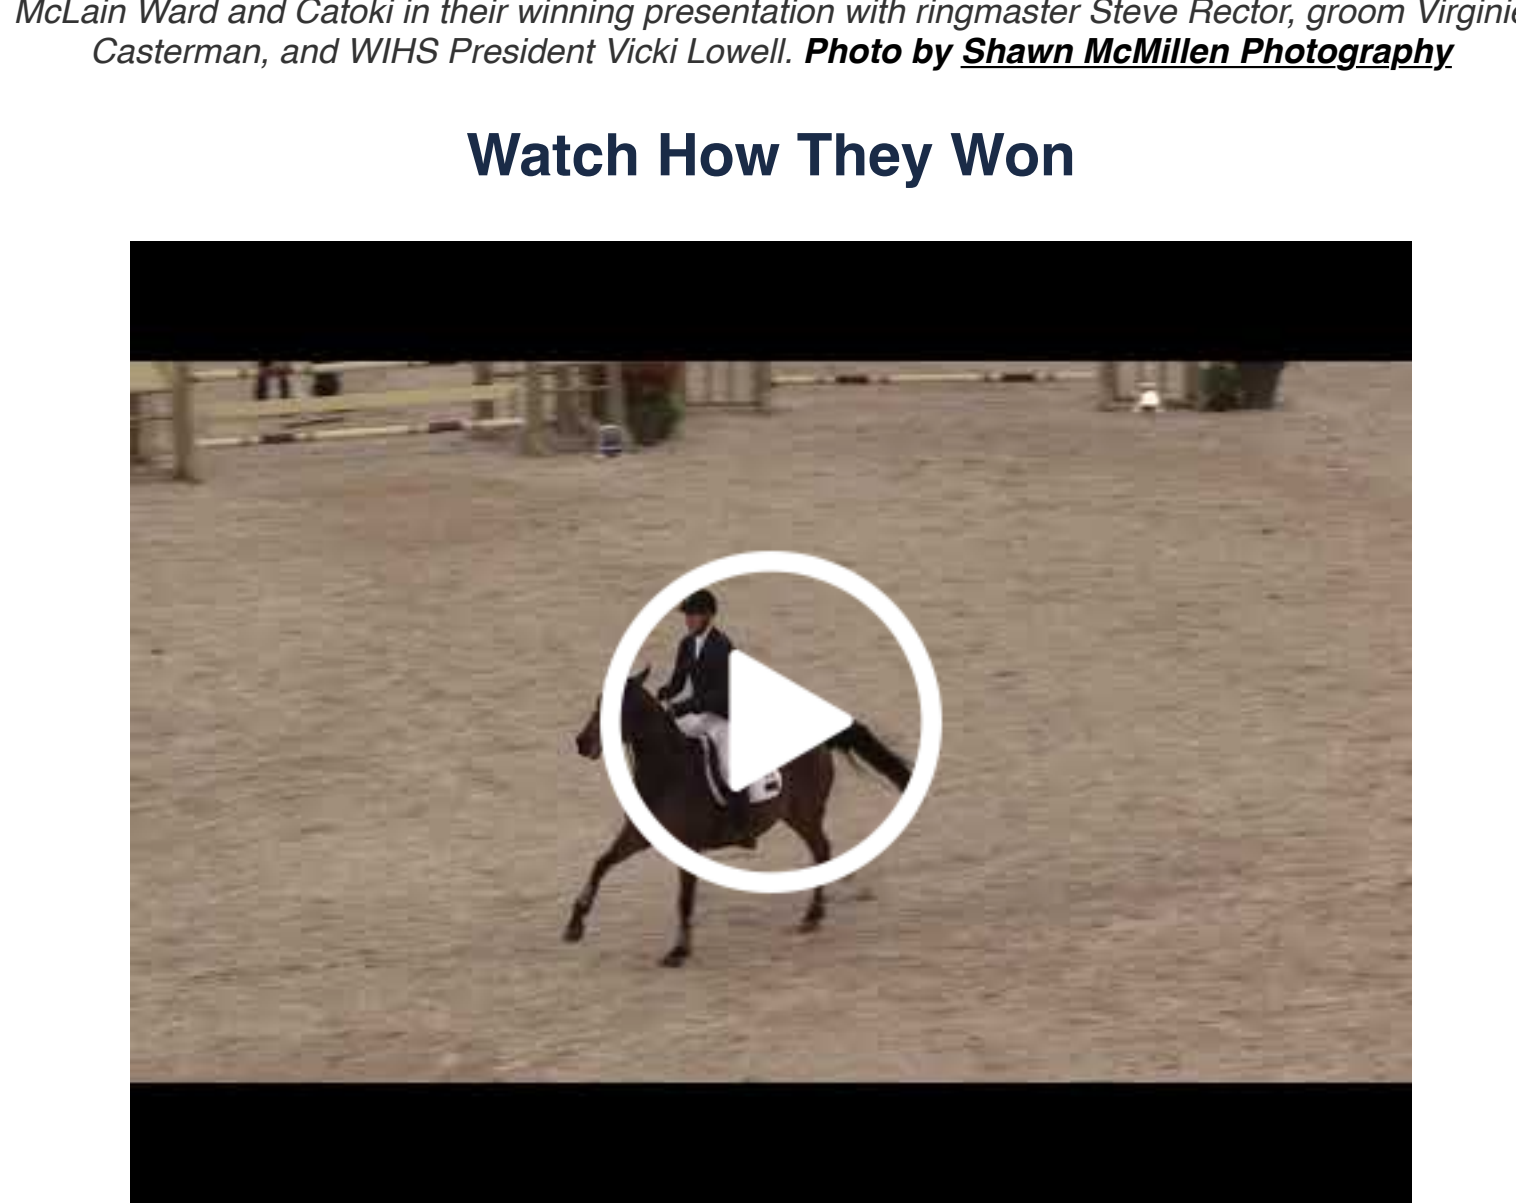 McLain Ward and Catoki in their winning presentation with ringmaster Steve Rector, groom Virginie
Casterman, and WIHS President Vicki Lowell. Photo by Shawn McMillen Photography
Watch How They Won